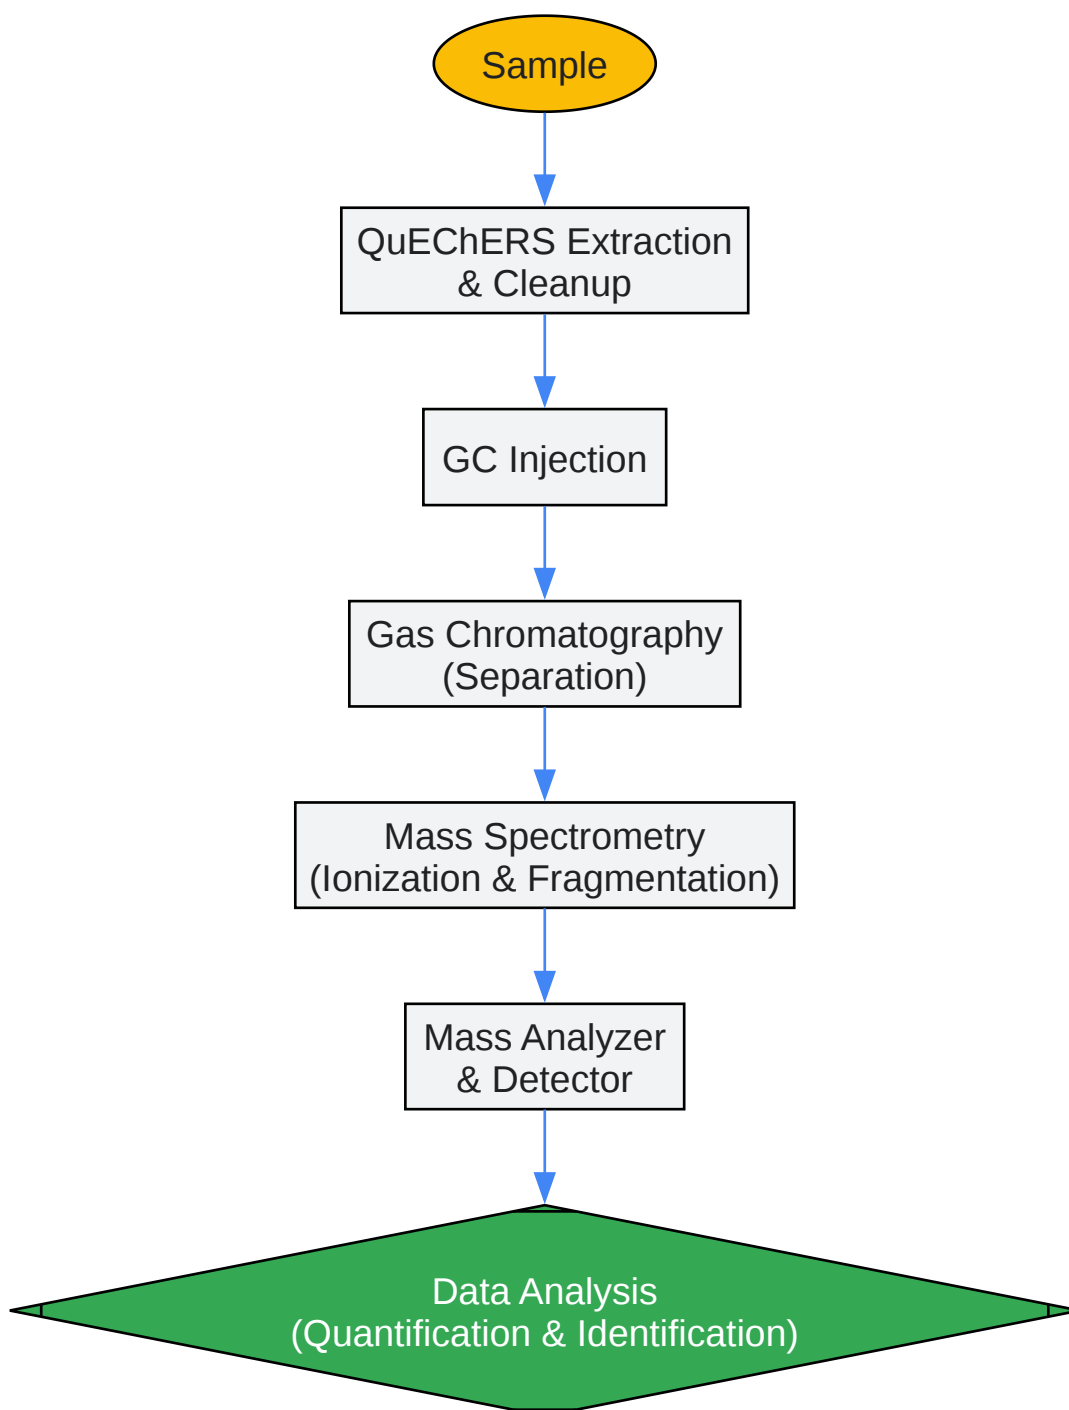 Sample
QuEChERS Extraction
& Cleanup
GC Injection
Gas Chromatography
(Separation)
Mass Spectrometry
(Ionization & Fragmentation)
Mass Analyzer
& Detector
Data Analysis
(Quantification & Identification)